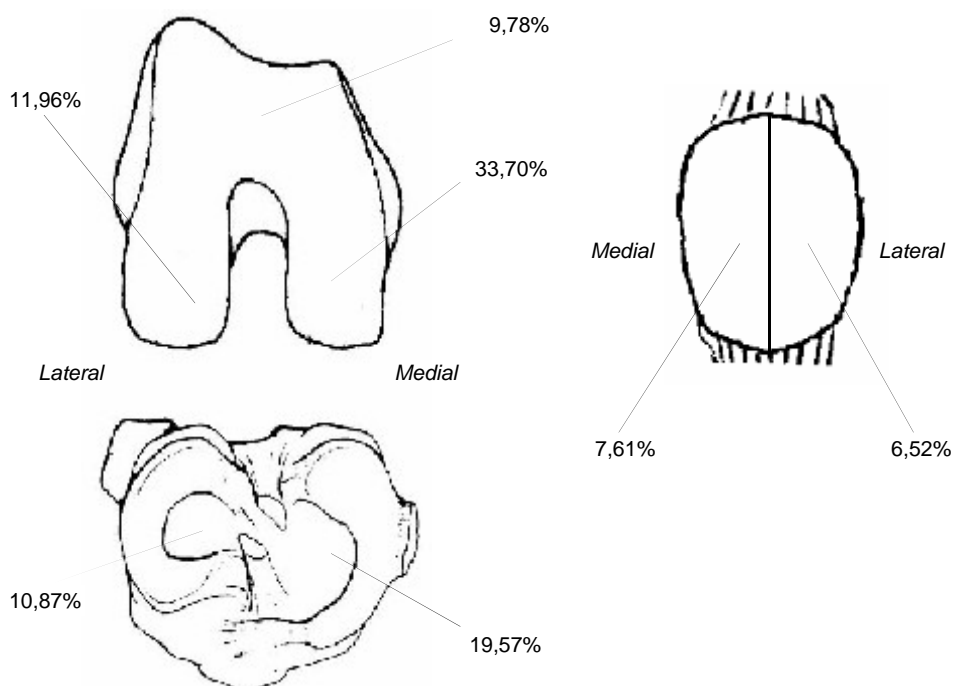 9,78%
11,96%
33,70%
Medial
Lateral
Lateral
Medial
7,61%
6,52%
10,87%
19,57%